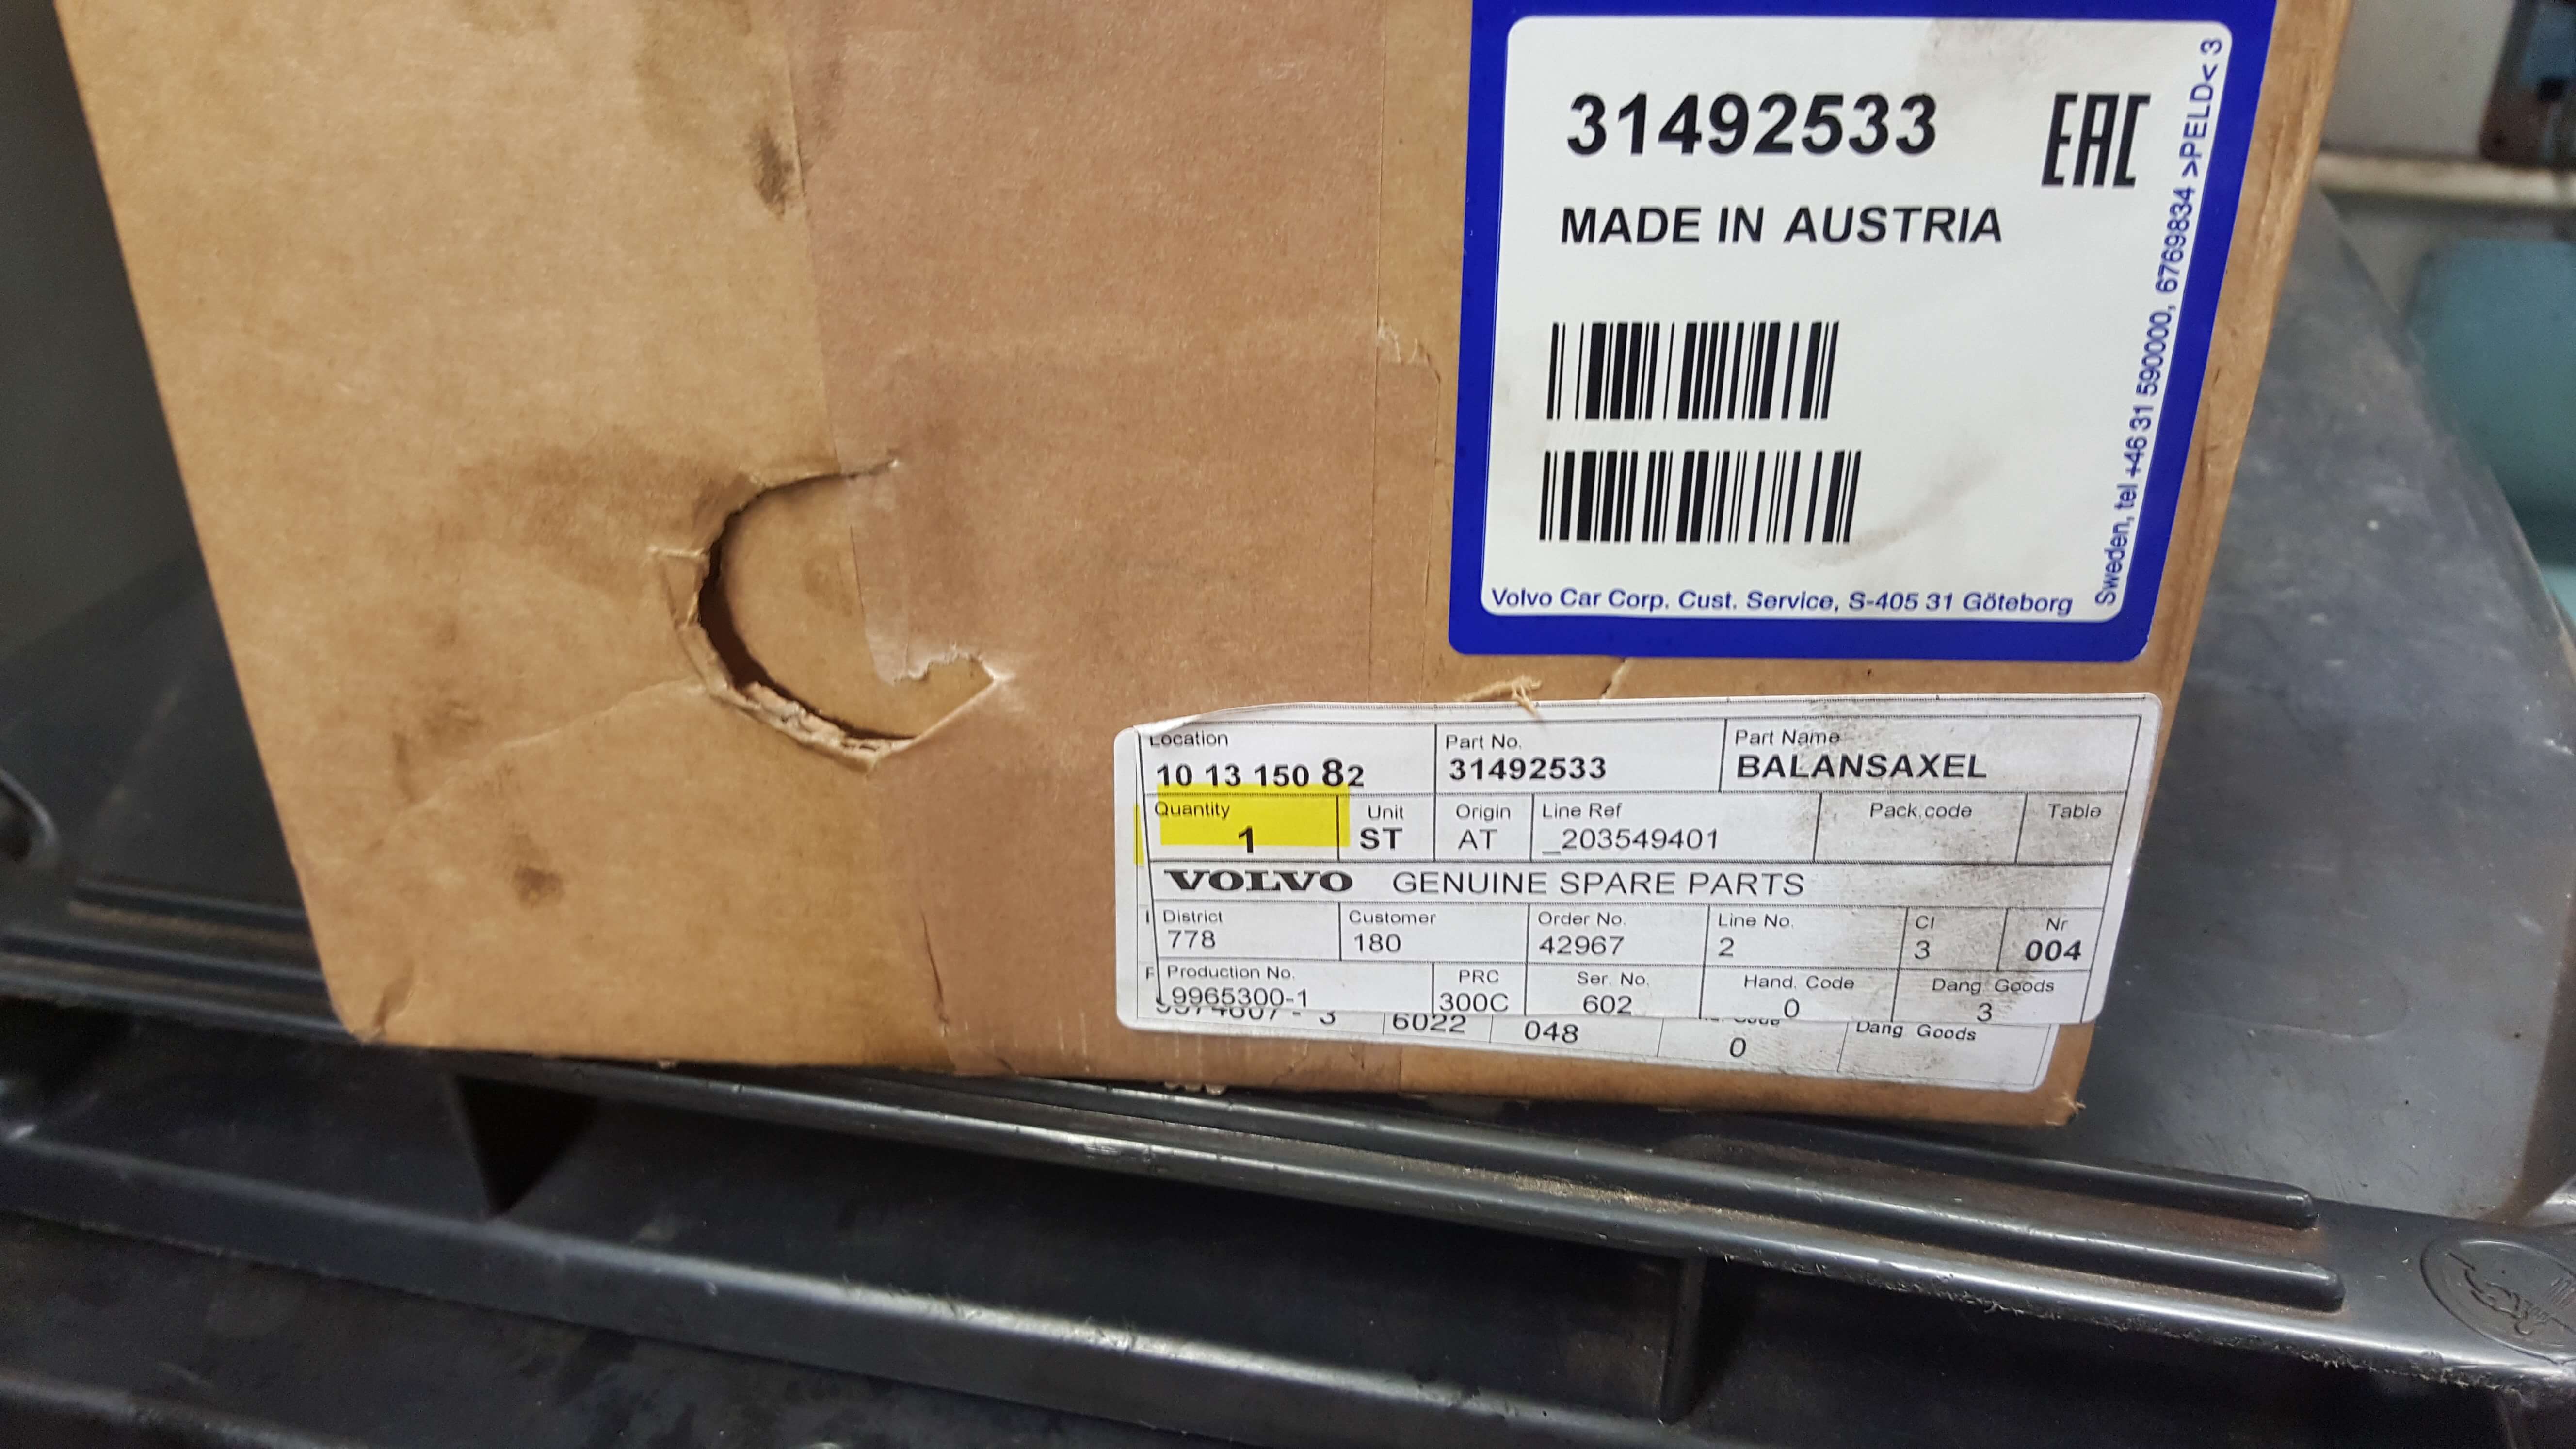 31492533
EAC
MADE IN AUSTRIA
Volvo Car Corp. Cust. Service, S-405 31 Göteborg
Sweden, tel +46 31 590000, 6769834 >PELD< 3
Location Part No. Part Name
10 13 150 82 31492533 BALANSAXEL
Quantity Unit Origin Line Ref Pack.code Table
1 ST AT _203549401
VOLVO GENUINE SPARE PARTS
District Customer Order No. Line No. Cl Nr
778 180 42967 2 3 004
Production No. PRC Ser. No. Hand. Code Dang Goods
9965300-1 300C 602 0 3
6022 048 0 Dang Goods